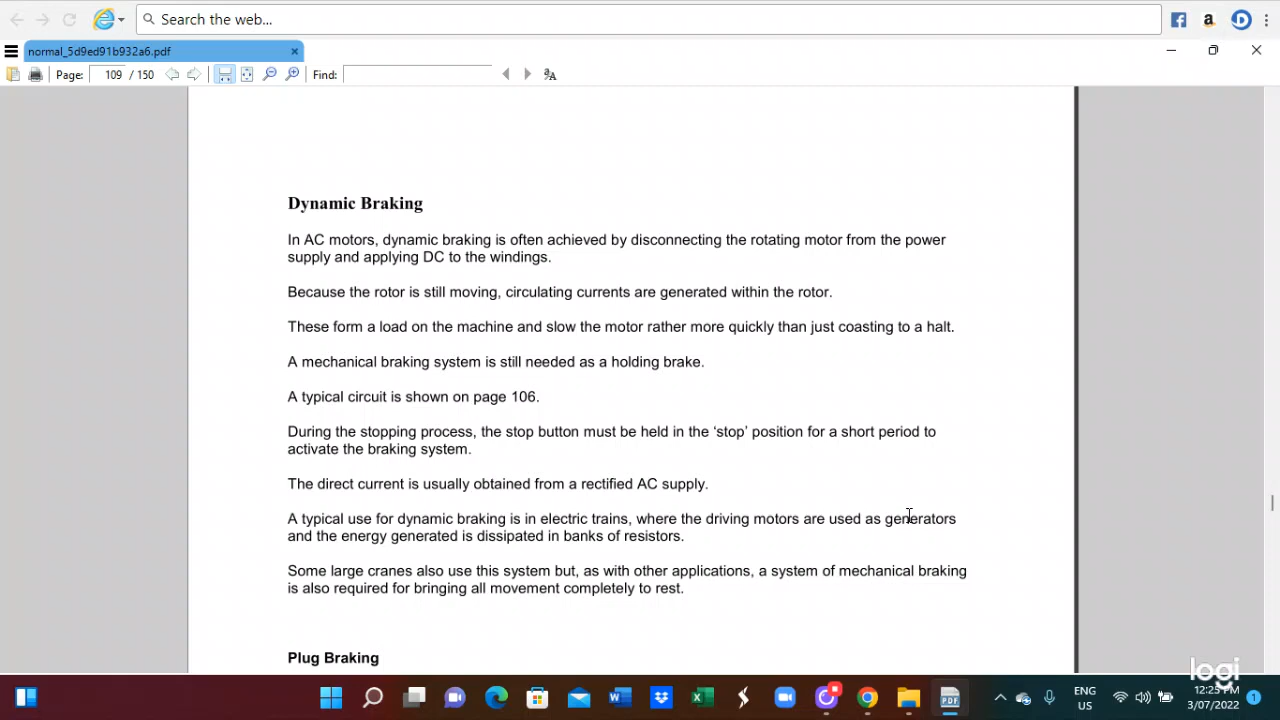 Search the web...
normal_5d9ed91b932a6.pdf
Page: 109 / 150 Find:
Dynamic Braking
In AC motors, dynamic braking is often achieved by disconnecting the rotating motor from the power
supply and applying DC to the windings.
Because the rotor is still moving, circulating currents are generated within the rotor.
These form a load on the machine and slow the motor rather more quickly than just coasting to a halt.
A mechanical braking system is still needed as a holding brake.
A typical circuit is shown on page 106.
During the stopping process, the stop button must be held in the ‘stop’ position for a short period to
activate the braking system.
The direct current is usually obtained from a rectified AC supply.
A typical use for dynamic braking is in electric trains, where the driving motors are used as generators
and the energy generated is dissipated in banks of resistors.
Some large cranes also use this system but, as with other applications, a system of mechanical braking
is also required for bringing all movement completely to rest.
Plug Braking
logi
ENG
US
12:25 PM
3/07/2022